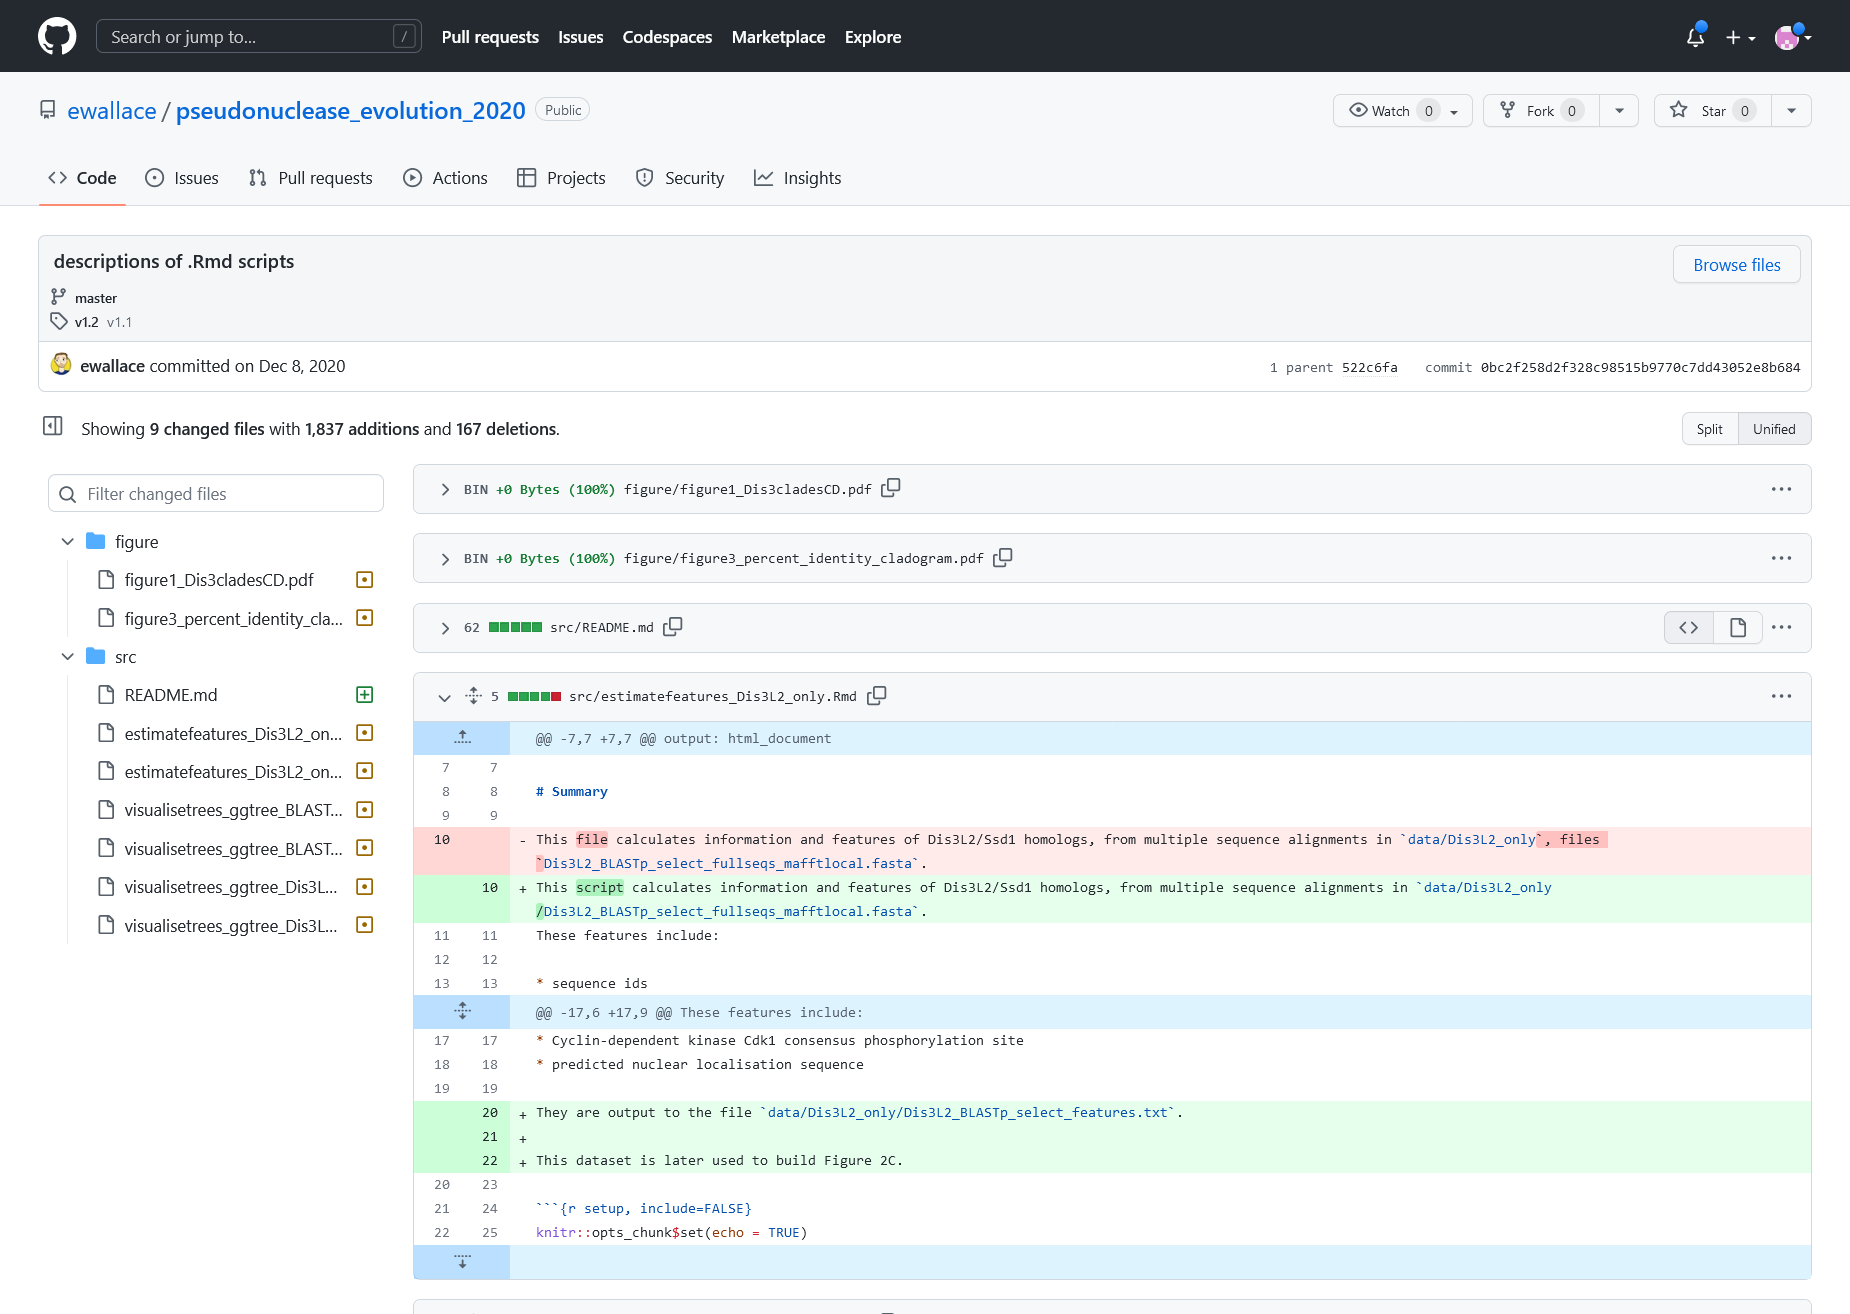 Search or jump to... /
Pull requests Issues Codespaces Marketplace Explore
ewallace / pseudonuclease_evolution_2020 Public
Watch 0 Fork 0 Star 0
Code Issues Pull requests Actions Projects Security Insights
descriptions of .Rmd scripts
Browse files
master
v1.2 v1.1
ewallace committed on Dec 8, 2020
1 parent 522c6fa commit 0bc2f258d2f328c98515b9770c7dd43052e8b684
Showing 9 changed files with 1,837 additions and 167 deletions.
Split Unified
Filter changed files
figure
figure1_Dis3cladesCD.pdf
figure3_percent_identity_cla...
src
README.md
estimatefeatures_Dis3L2_on...
estimatefeatures_Dis3L2_on...
visualisetrees_ggtree_BLAST...
visualisetrees_ggtree_BLAST...
visualisetrees_ggtree_Dis3L...
visualisetrees_ggtree_Dis3L...
BIN +0 Bytes (100%) figure/figure1_Dis3cladesCD.pdf
BIN +0 Bytes (100%) figure/figure3_percent_identity_cladogram.pdf
62 src/README.md
5 src/estimatefeatures_Dis3L2_only.Rmd
@@ -7,7 +7,7 @@ output: html_document
7 7
8 8 # Summary
9 9
10 - This file calculates information and features of Dis3L2/Ssd1 homologs, from multiple sequence alignments in `data/Dis3L2_only`, files
`Dis3L2_BLASTp_select_fullseqs_mafftlocal.fasta`.
10 + This script calculates information and features of Dis3L2/Ssd1 homologs, from multiple sequence alignments in `data/Dis3L2_only
/Dis3L2_BLASTp_select_fullseqs_mafftlocal.fasta`.
11 11 These features include:
12 12
13 13 * sequence ids
@@ -17,6 +17,9 @@ These features include:
17 17 * Cyclin-dependent kinase Cdk1 consensus phosphorylation site
18 18 * predicted nuclear localisation sequence
19 19
20 + They are output to the file `data/Dis3L2_only/Dis3L2_BLASTp_select_features.txt`.
21 +
22 + This dataset is later used to build Figure 2C.
20 23
21 24 ```{r setup, include=FALSE}
22 25 knitr::opts_chunk$set(echo = TRUE)